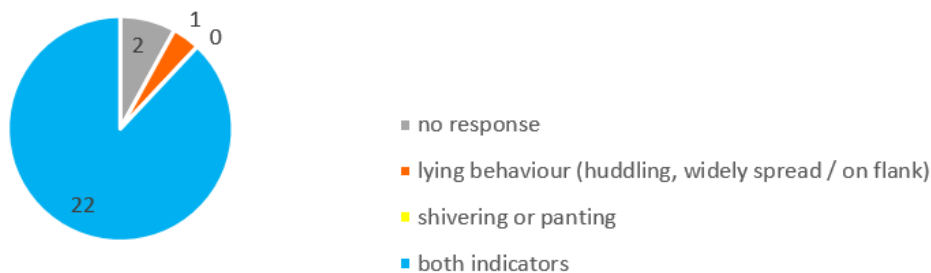 2
1
0
22
no response
lying behaviour (huddling, widely spread / on flank)
shivering or panting
both indicators